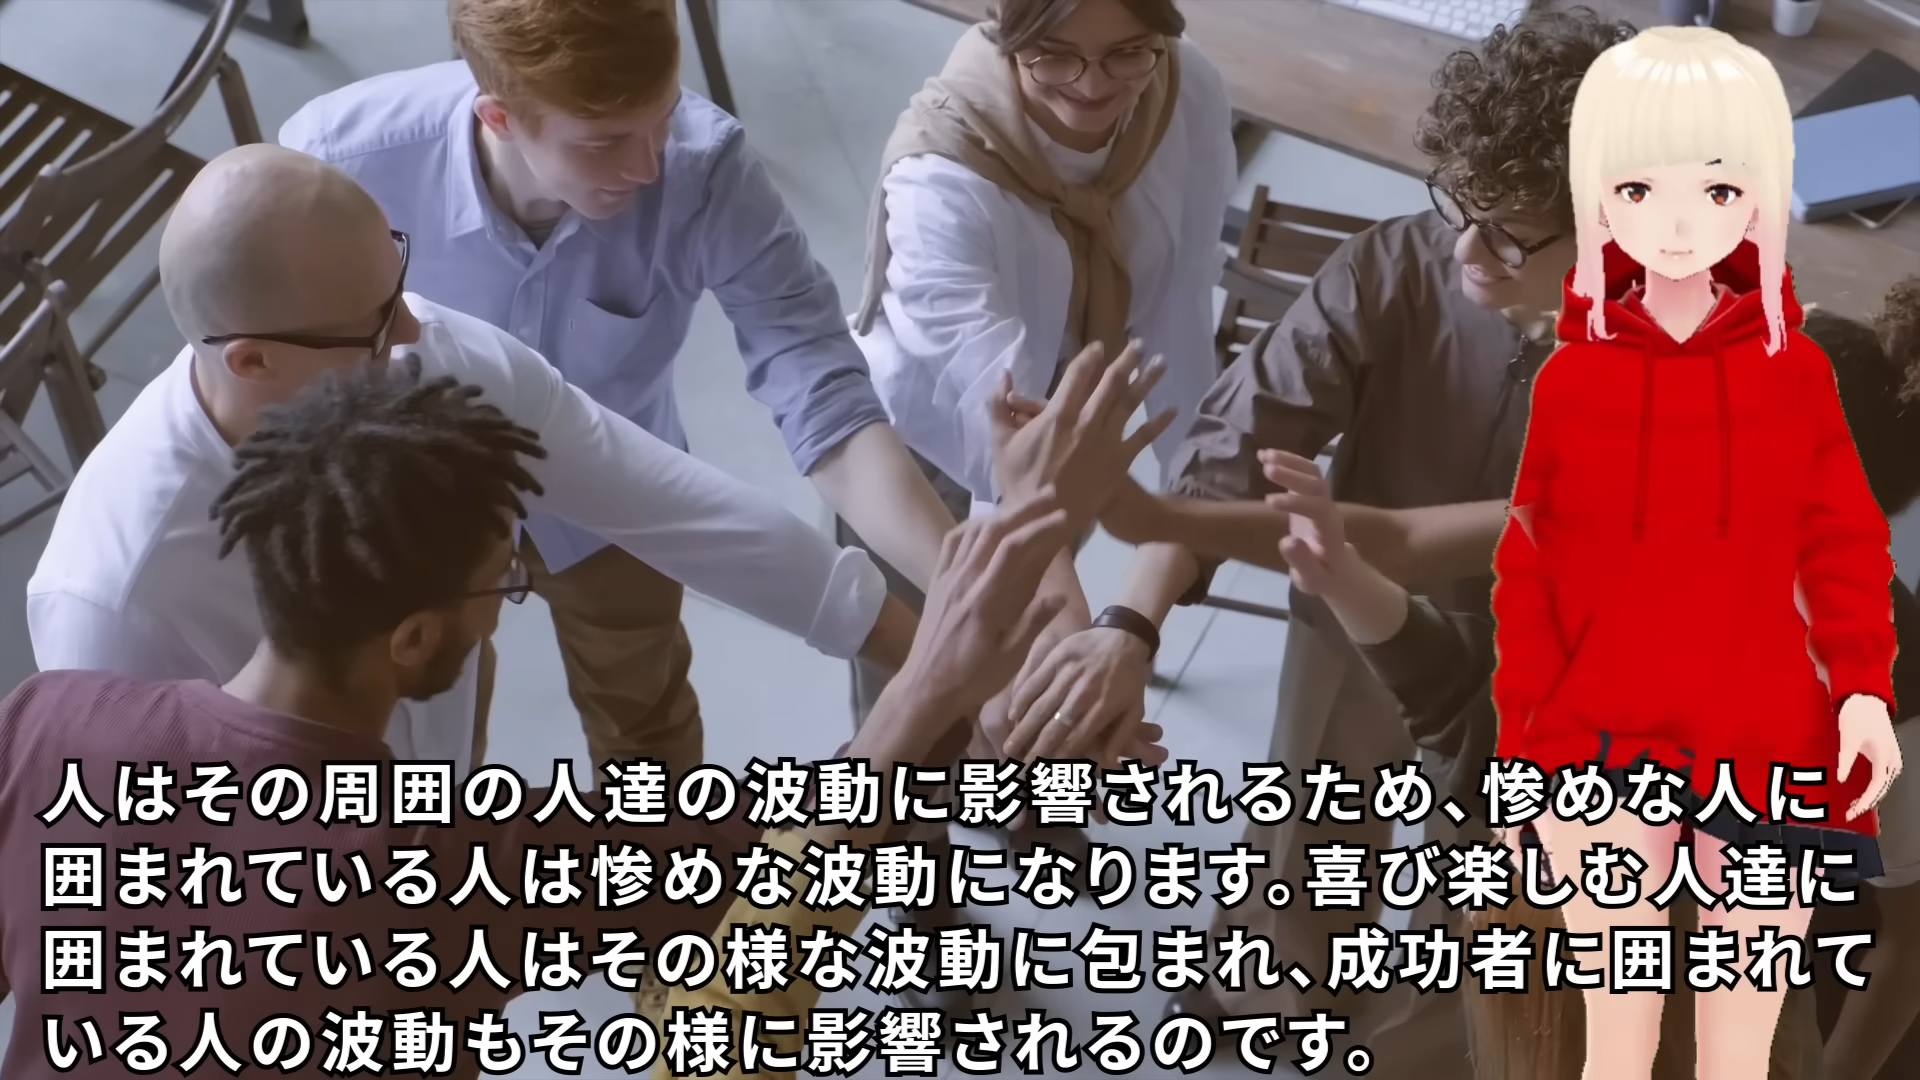 人はその周囲の人達の波動に影響されるため、惨めな人に
囲まれている人は惨めな波動になります。喜び楽しむ人達に
囲まれている人はその様な波動に包まれ、成功者に囲まれて
いる人の波動もその様に影響されるのです。